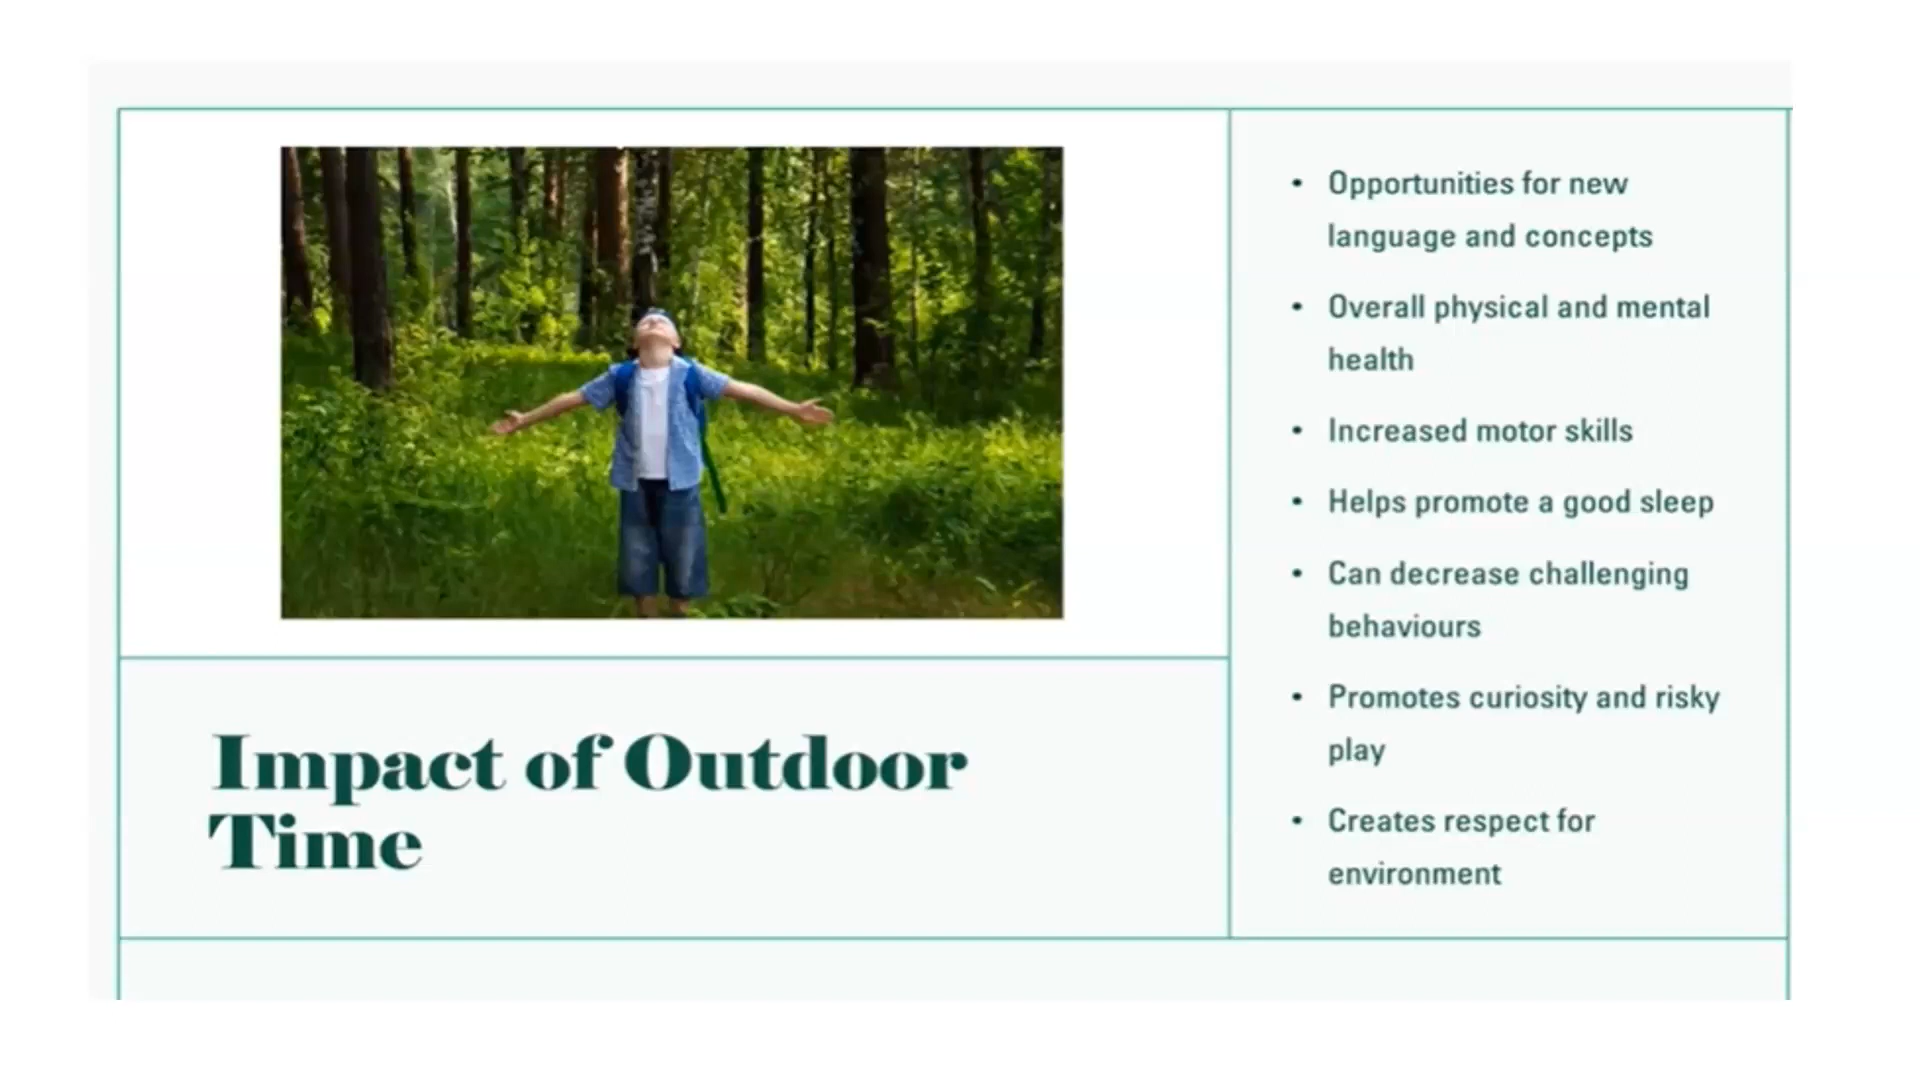 Impact of Outdoor
Time
• Opportunities for new
language and concepts
• Overall physical and mental
health
• Increased motor skills
• Helps promote a good sleep
• Can decrease challenging
behaviours
• Promotes curiosity and risky
play
• Creates respect for
environment